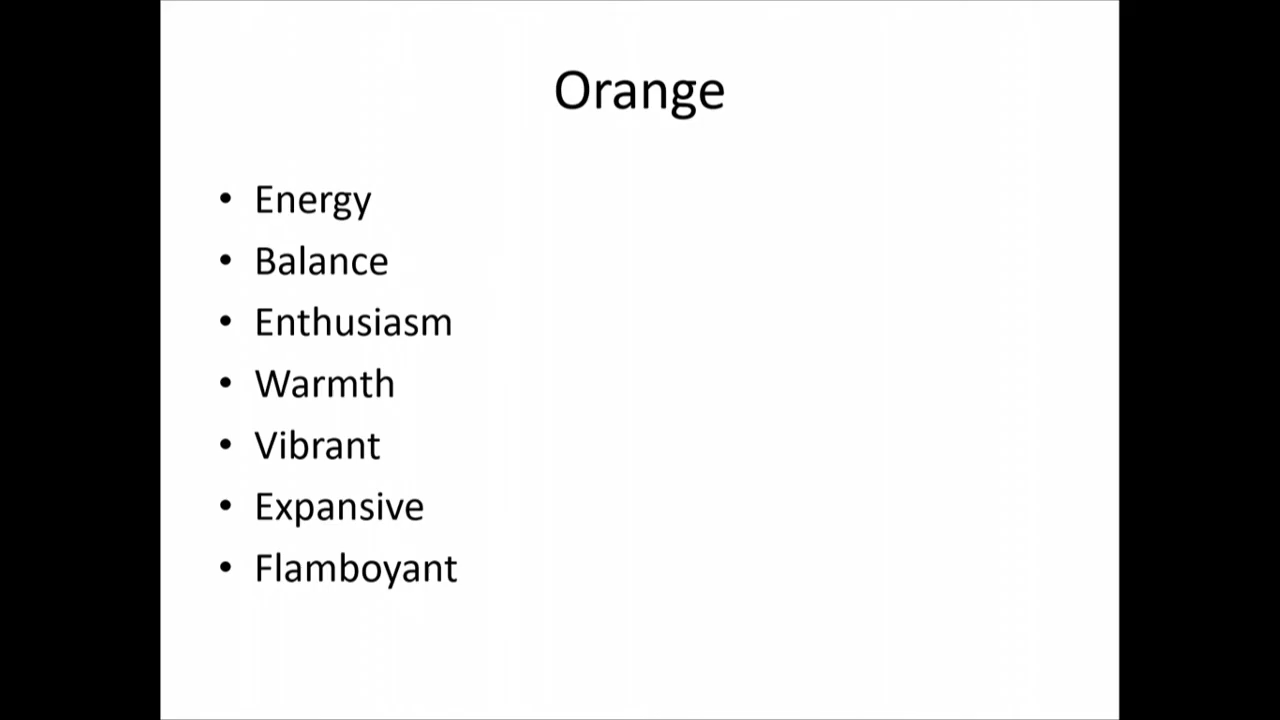 Orange
• Energy
• Balance
• Enthusiasm
• Warmth
• Vibrant
• Expansive
• Flamboyant